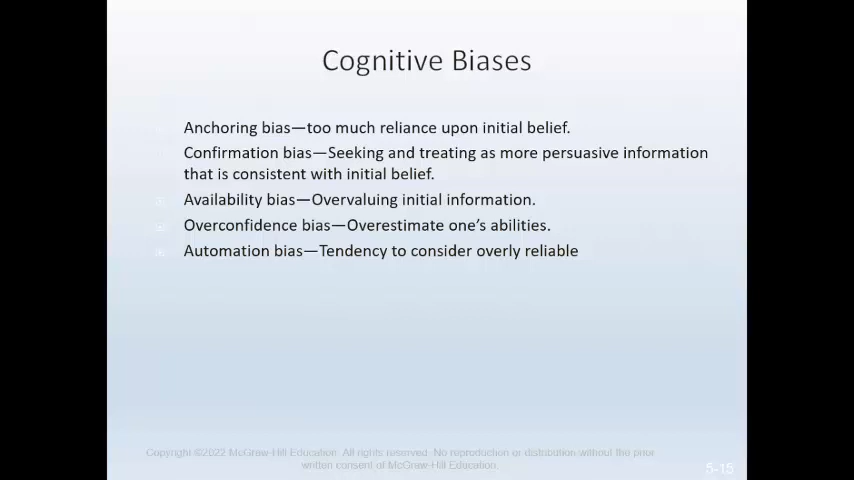 Cognitive Biases
Anchoring bias—too much reliance upon initial belief.
Confirmation bias—Seeking and treating as more persuasive information
that is consistent with initial belief.
Availability bias—Overvaluing initial information.
Overconfidence bias—Overestimate one’s abilities.
Automation bias—Tendency to consider overly reliable
Copyright ©2022 McGraw-Hill Education. All rights reserved. No reproduction or distribution without the prior
written consent of McGraw-Hill Education.
5-15